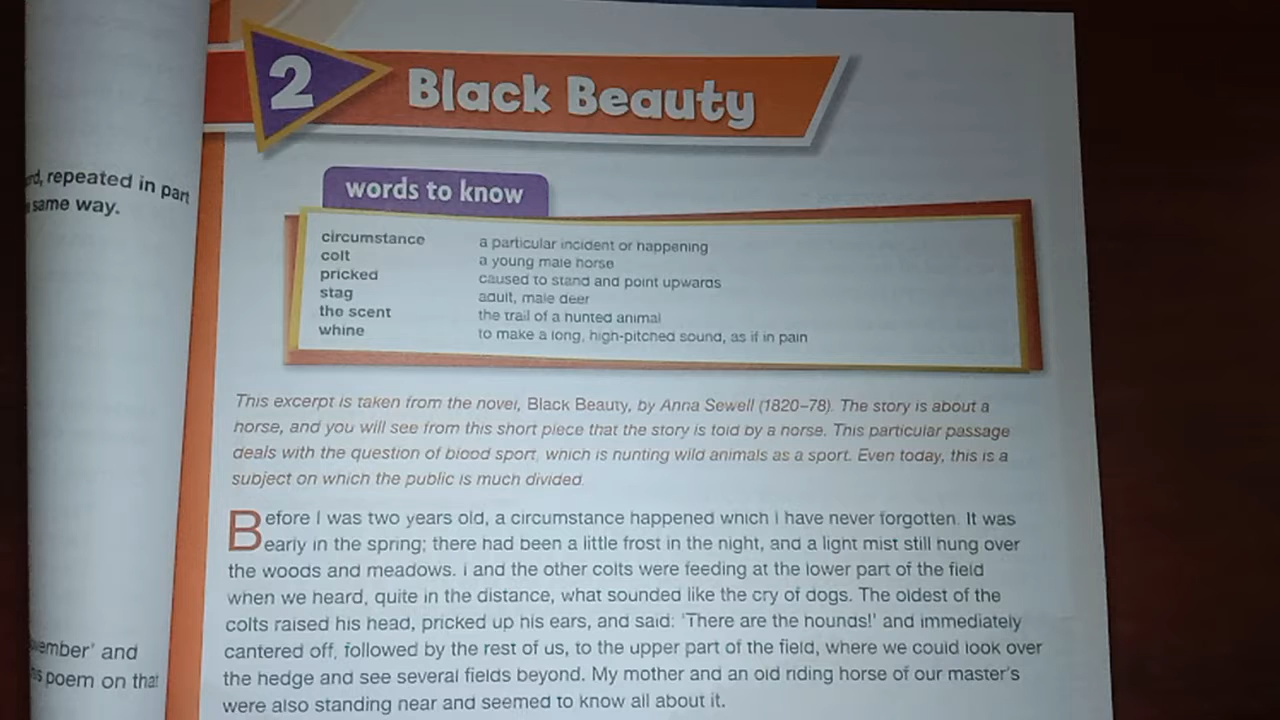 2
Black Beauty
repeated in part
same way.
words to know
circumstance a particular incident or happening
colt a young male horse
pricked caused to stand and point upwards
stag adult, male deer
the scent the trail of a hunted animal
whine to make a long, high-pitched sound, as if in pain
This excerpt is taken from the novel, Black Beauty, by Anna Sewell (1820–78). The story is about a
horse, and you will see from this short piece that the story is told by a horse. This particular passage
deals with the question of blood sport, which is hunting wild animals as a sport. Even today, this is a
subject on which the public is much divided.
Before I was two years old, a circumstance happened which I have never forgotten. It was
early in the spring; there had been a little frost in the night, and a light mist still hung over
the woods and meadows. I and the other colts were feeding at the lower part of the field
when we heard, quite in the distance, what sounded like the cry of dogs. The oldest of the
colts raised his head, pricked up his ears, and said: 'There are the hounds!' and immediately
cantered off, followed by the rest of us, to the upper part of the field, where we could look over
the hedge and see several fields beyond. My mother and an old riding horse of our master's
were also standing near and seemed to know all about it.
and
poem on that